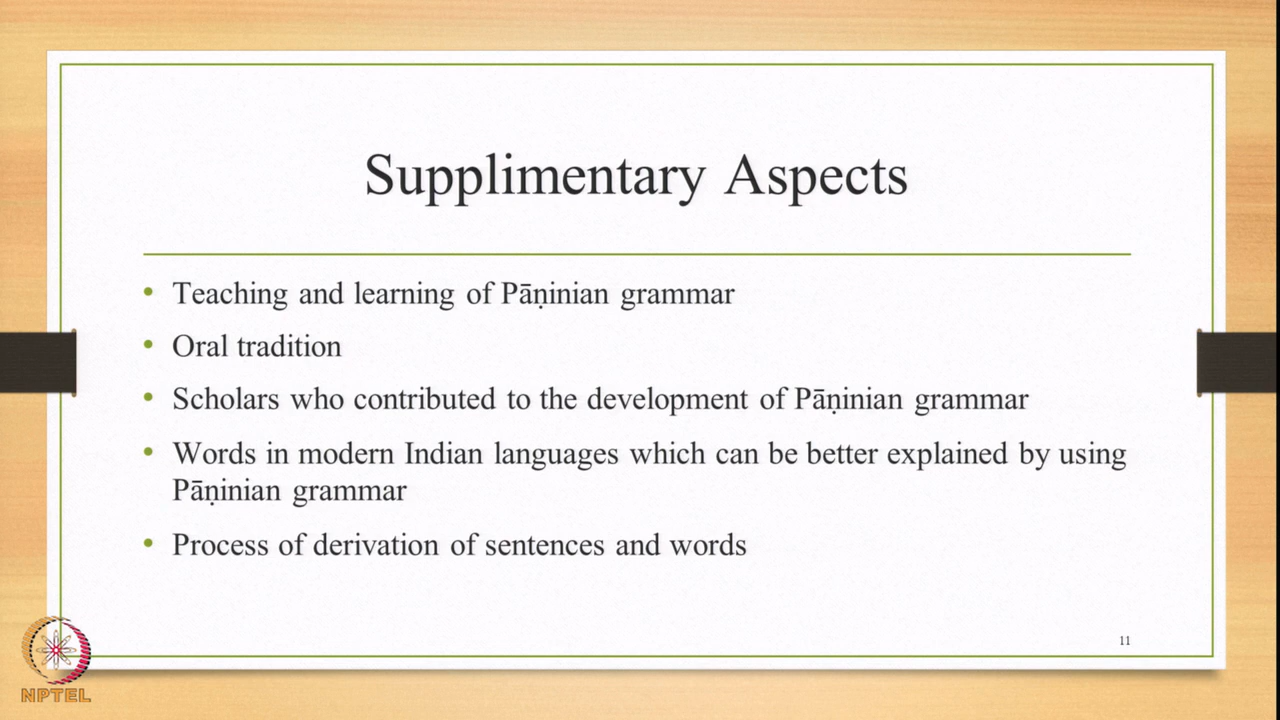 Supplimentary Aspects
• Teaching and learning of Pāṇinian grammar
• Oral tradition
• Scholars who contributed to the development of Pāṇinian grammar
• Words in modern Indian languages which can be better explained by using
Pāṇinian grammar
• Process of derivation of sentences and words
11
NPTEL